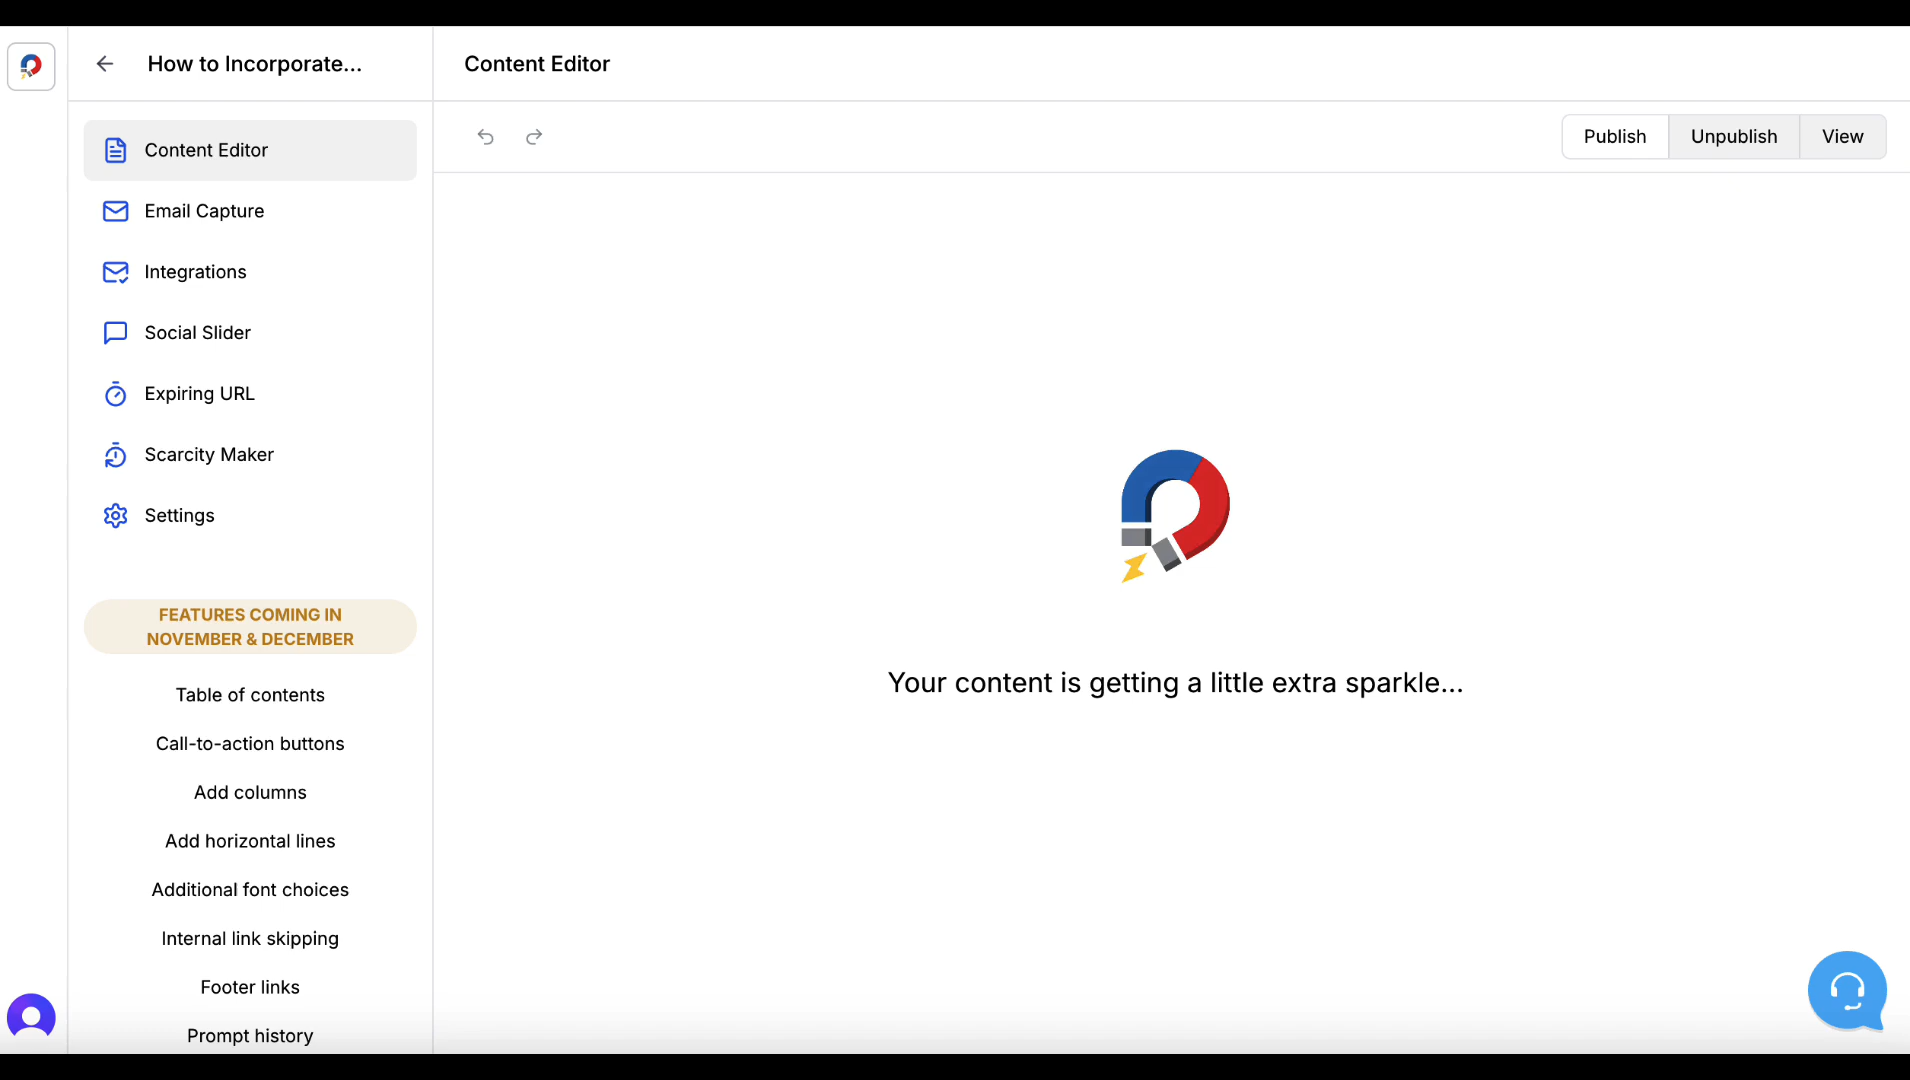 How to Incorporate...
Content Editor
Content Editor
Publish
Unpublish
View
Email Capture
Integrations
Social Slider
Expiring URL
Scarcity Maker
Settings
FEATURES COMING IN
NOVEMBER & DECEMBER
Table of contents
Call-to-action buttons
Add columns
Add horizontal lines
Additional font choices
Internal link skipping
Footer links
Prompt history
Your content is getting a little extra sparkle...